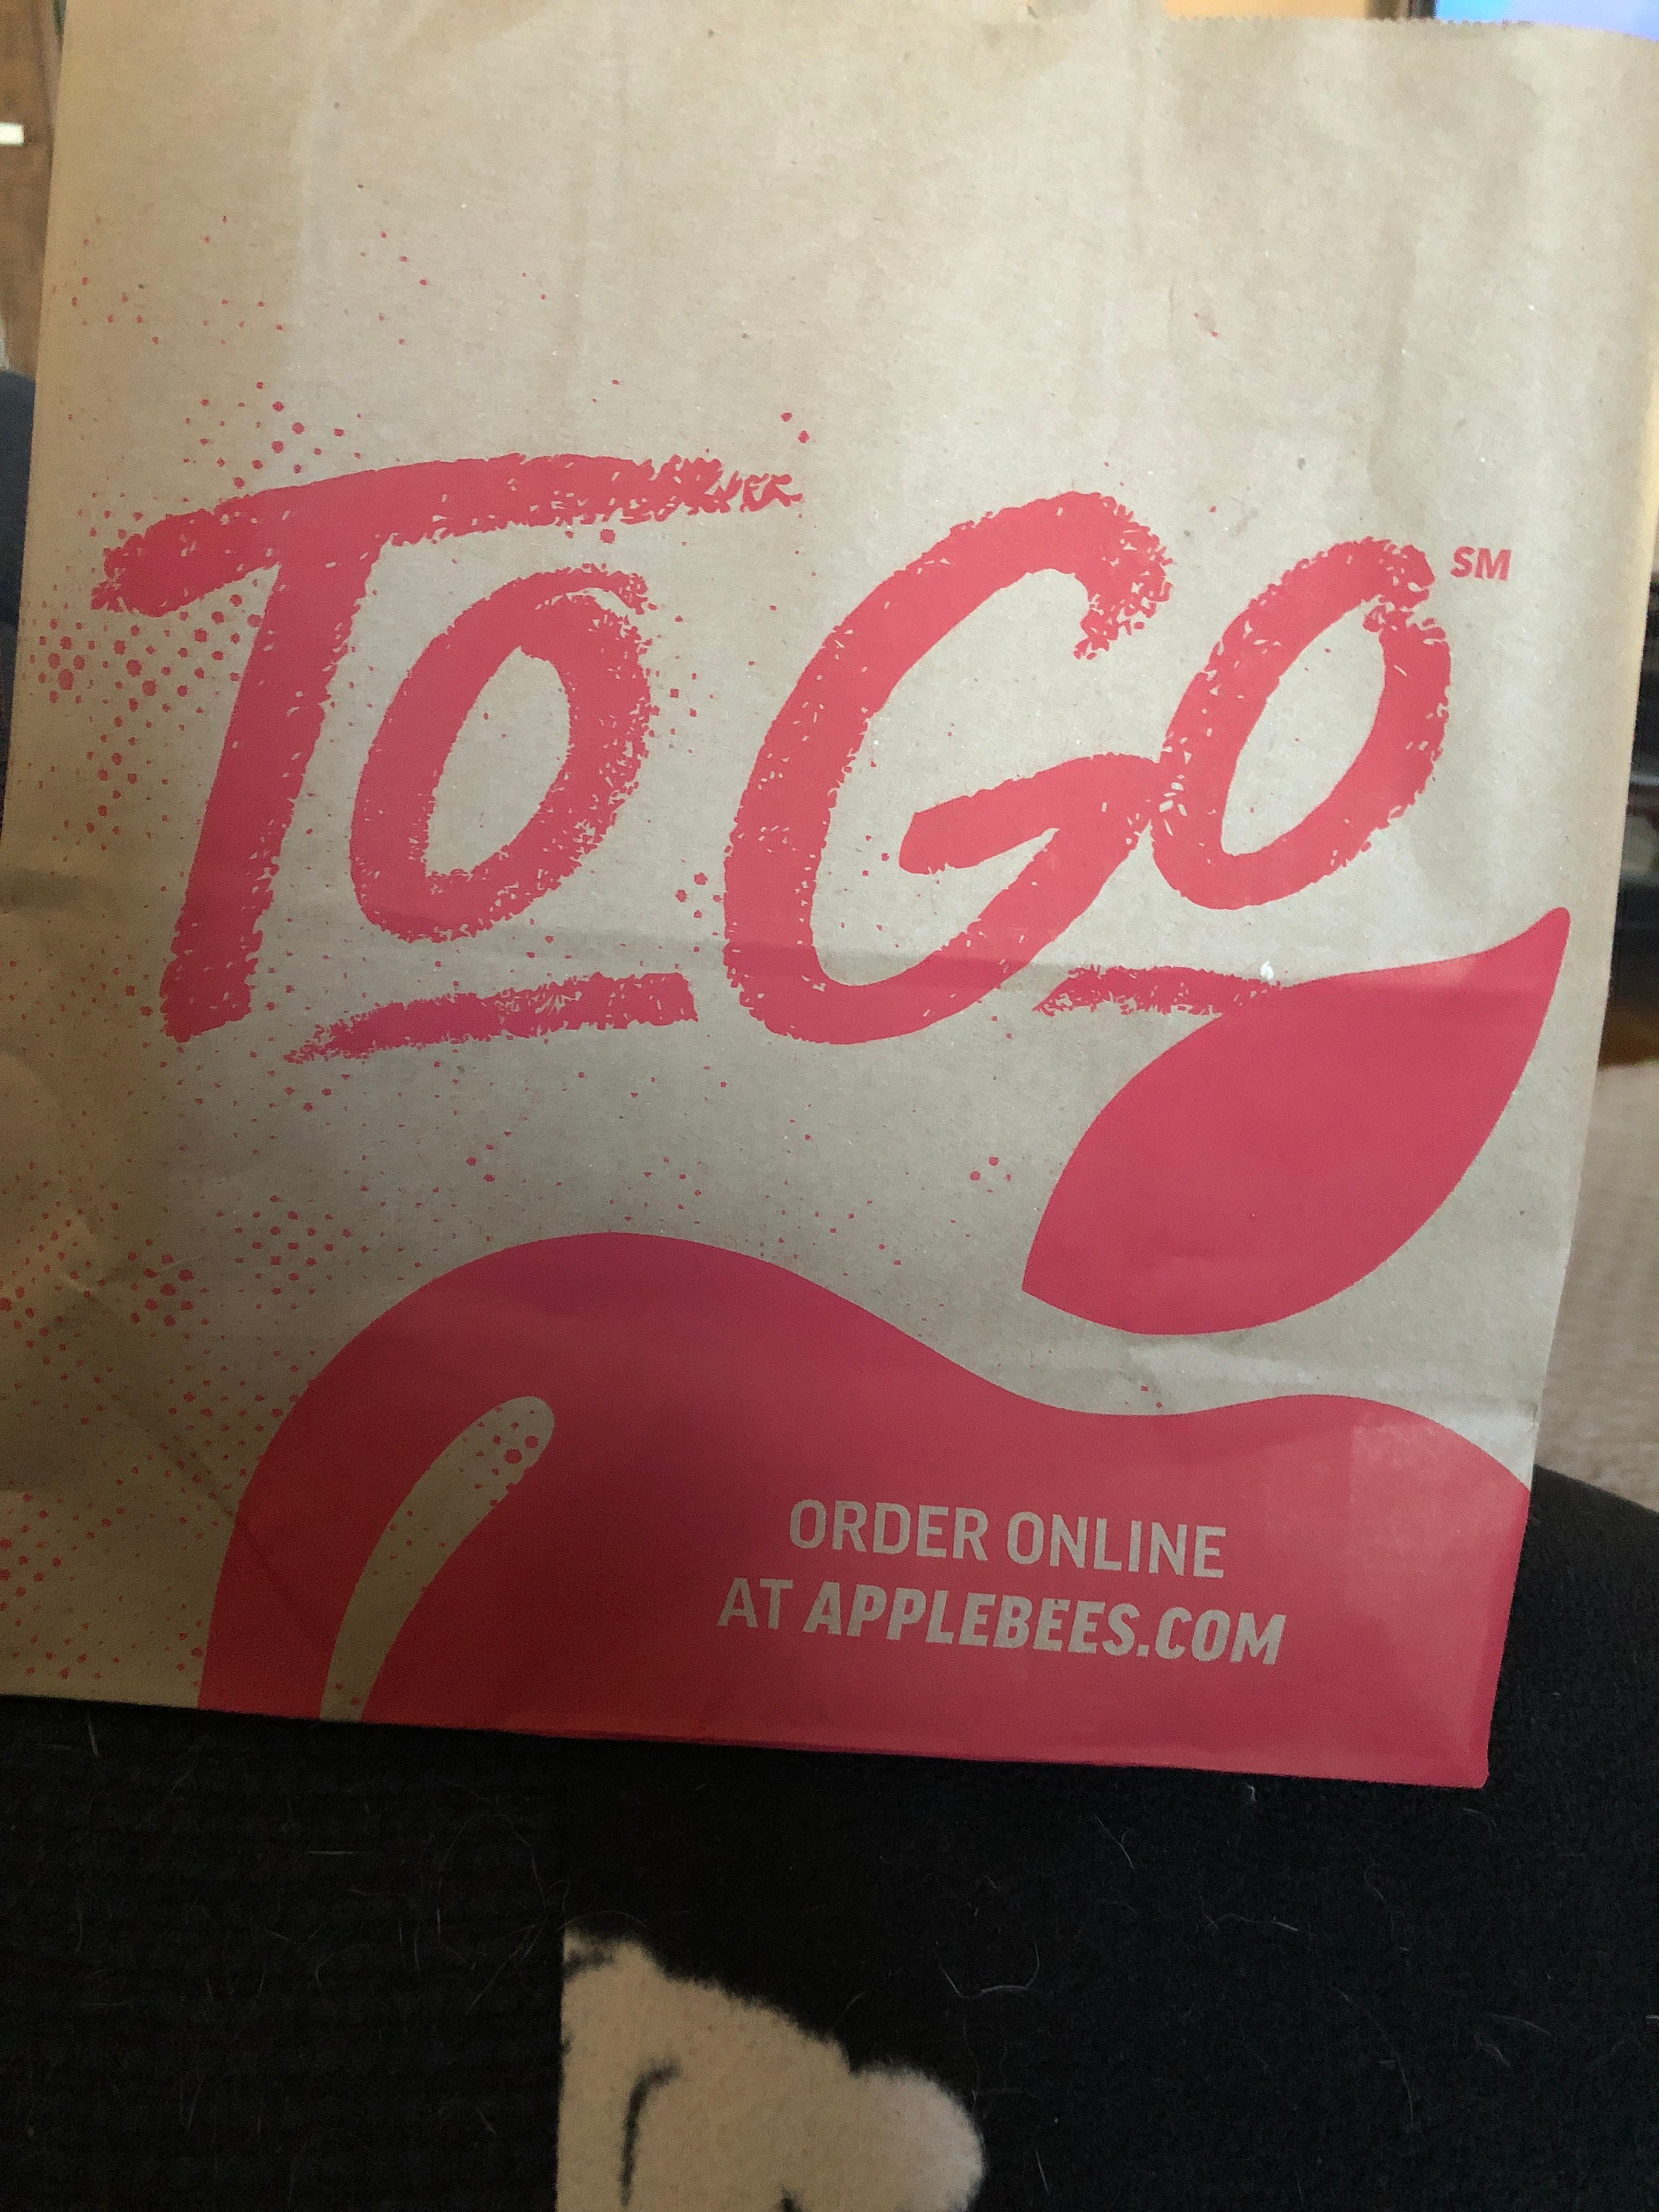 To Go SM
ORDER ONLINE
AT APPLEBEES.COM